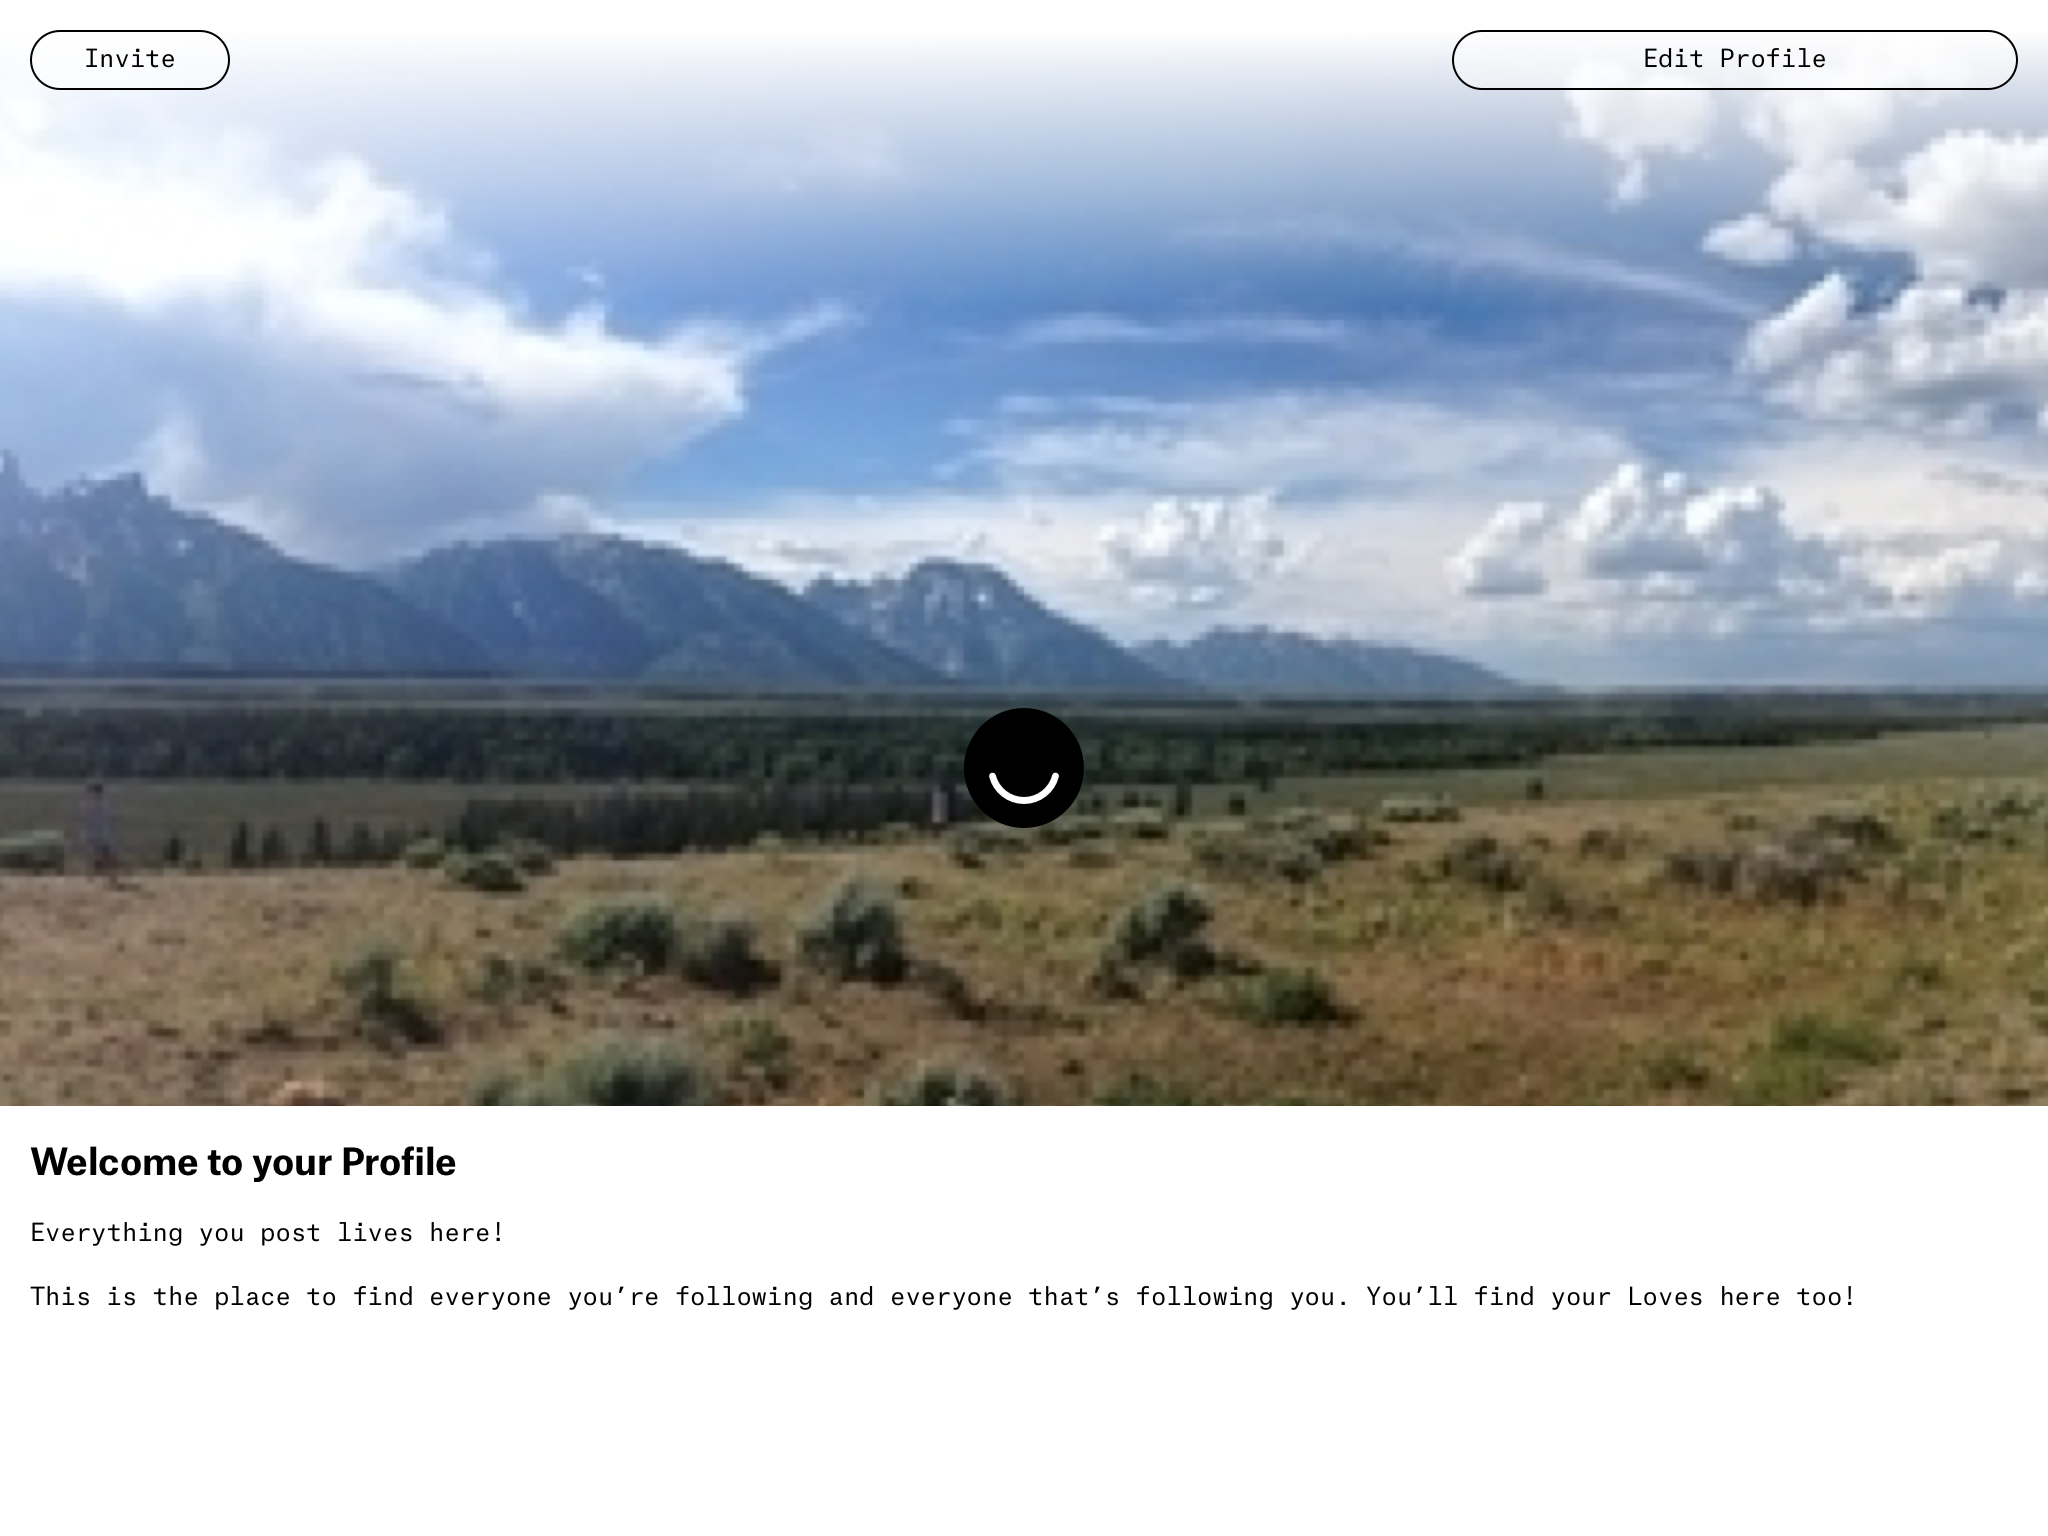 Invite
Edit Profile
Welcome to your Profile
Everything you post lives here!
This is the place to find everyone you’re following and everyone that’s following you. You’ll find your Loves here too!